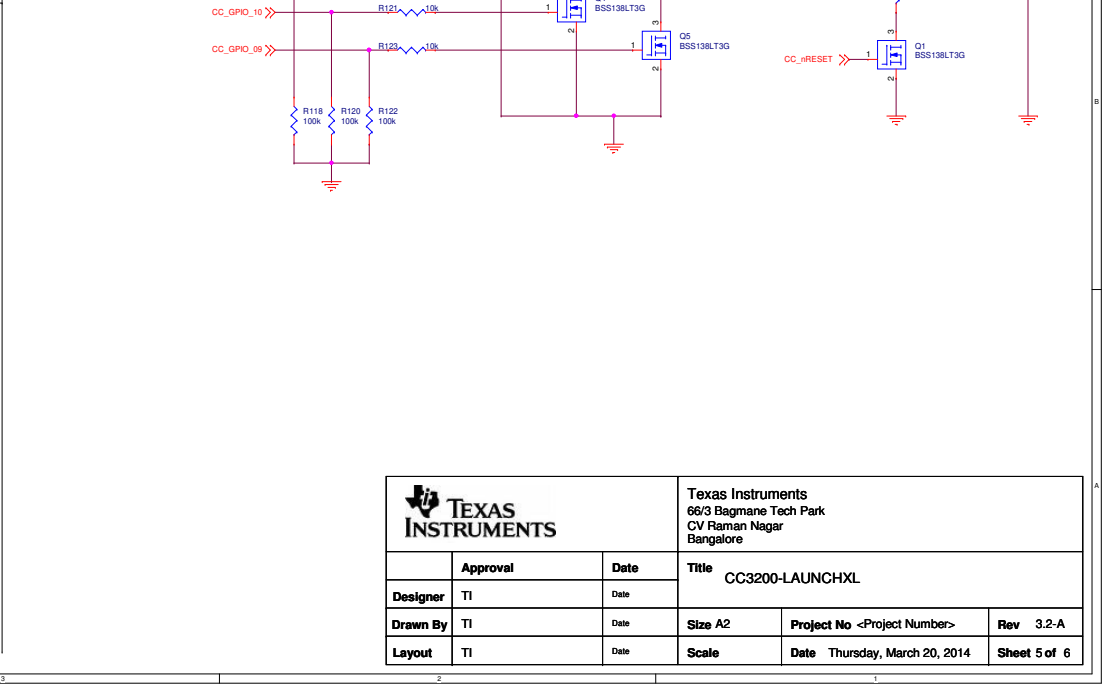 CC_GPIO_10
R121 10k
1
BSS138LT3G
2
3
CC_GPIO_09
R123 10k
1
Q5
BSS138LT3G
2
3
CC_nRESET
1
Q1
BSS138LT3G
2
R118
100k
R120
100k
R122
100k
B
A
TEXAS
INSTRUMENTS
Texas Instruments
66/3 Bagmane Tech Park
CV Raman Nagar
Bangalore
Approval Date
Title CC3200-LAUNCHXL
Designer TI Date
Drawn By TI Date
Size A2 Project No <Project Number> Rev 3.2-A
Layout TI Date
Scale Date Thursday, March 20, 2014 Sheet 5 of 6
3 2 1